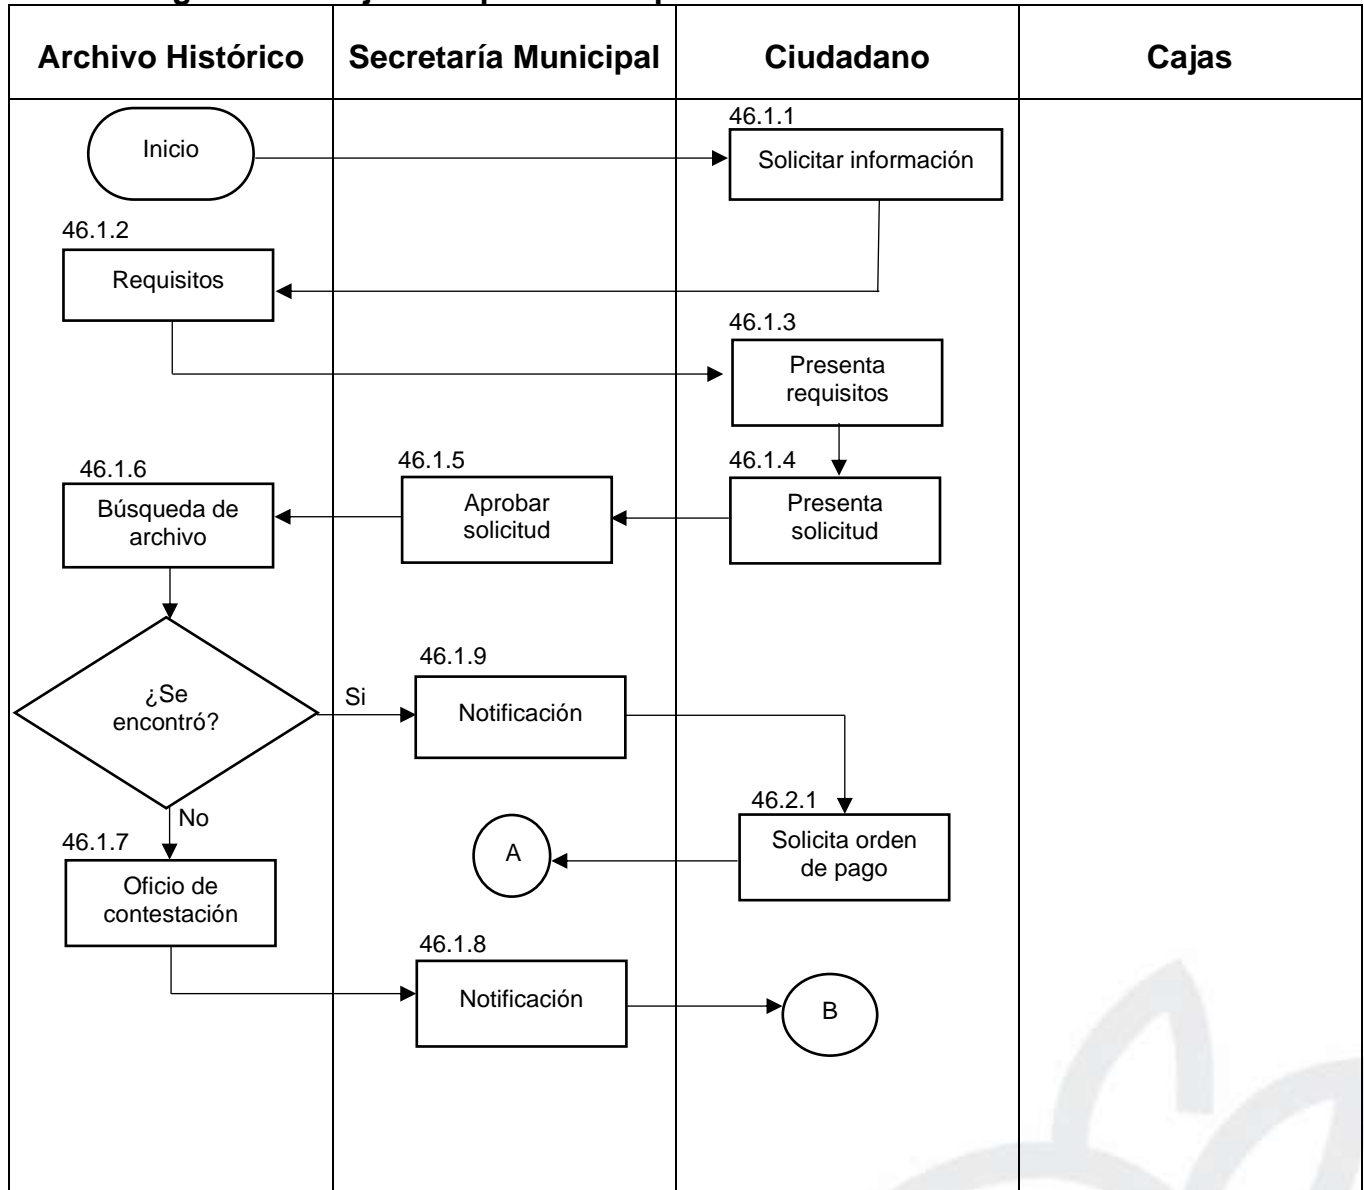 Archivo Histórico
Secretaría Municipal
Ciudadano
Cajas
Inicio
46.1.1
Solicitar información
46.1.2
Requisitos
46.1.3
Presenta
requisitos
46.1.4
Presenta
solicitud
46.1.5
Aprobar
solicitud
46.1.6
Búsqueda de
archivo
¿Se
encontró?
Si
46.1.9
Notificación
46.2.1
Solicita orden
de pago
A
No
46.1.7
Oficio de
contestación
46.1.8
Notificación
B